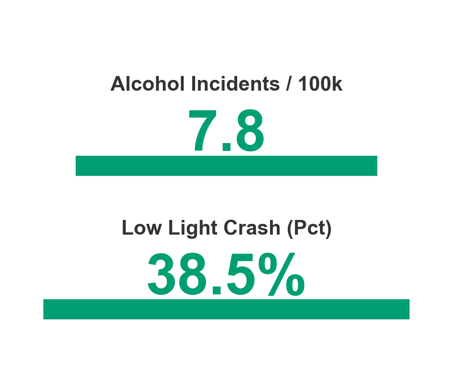 Alcohol Incidents / 100k
7.8
Low Light Crash (Pct)
38.5%